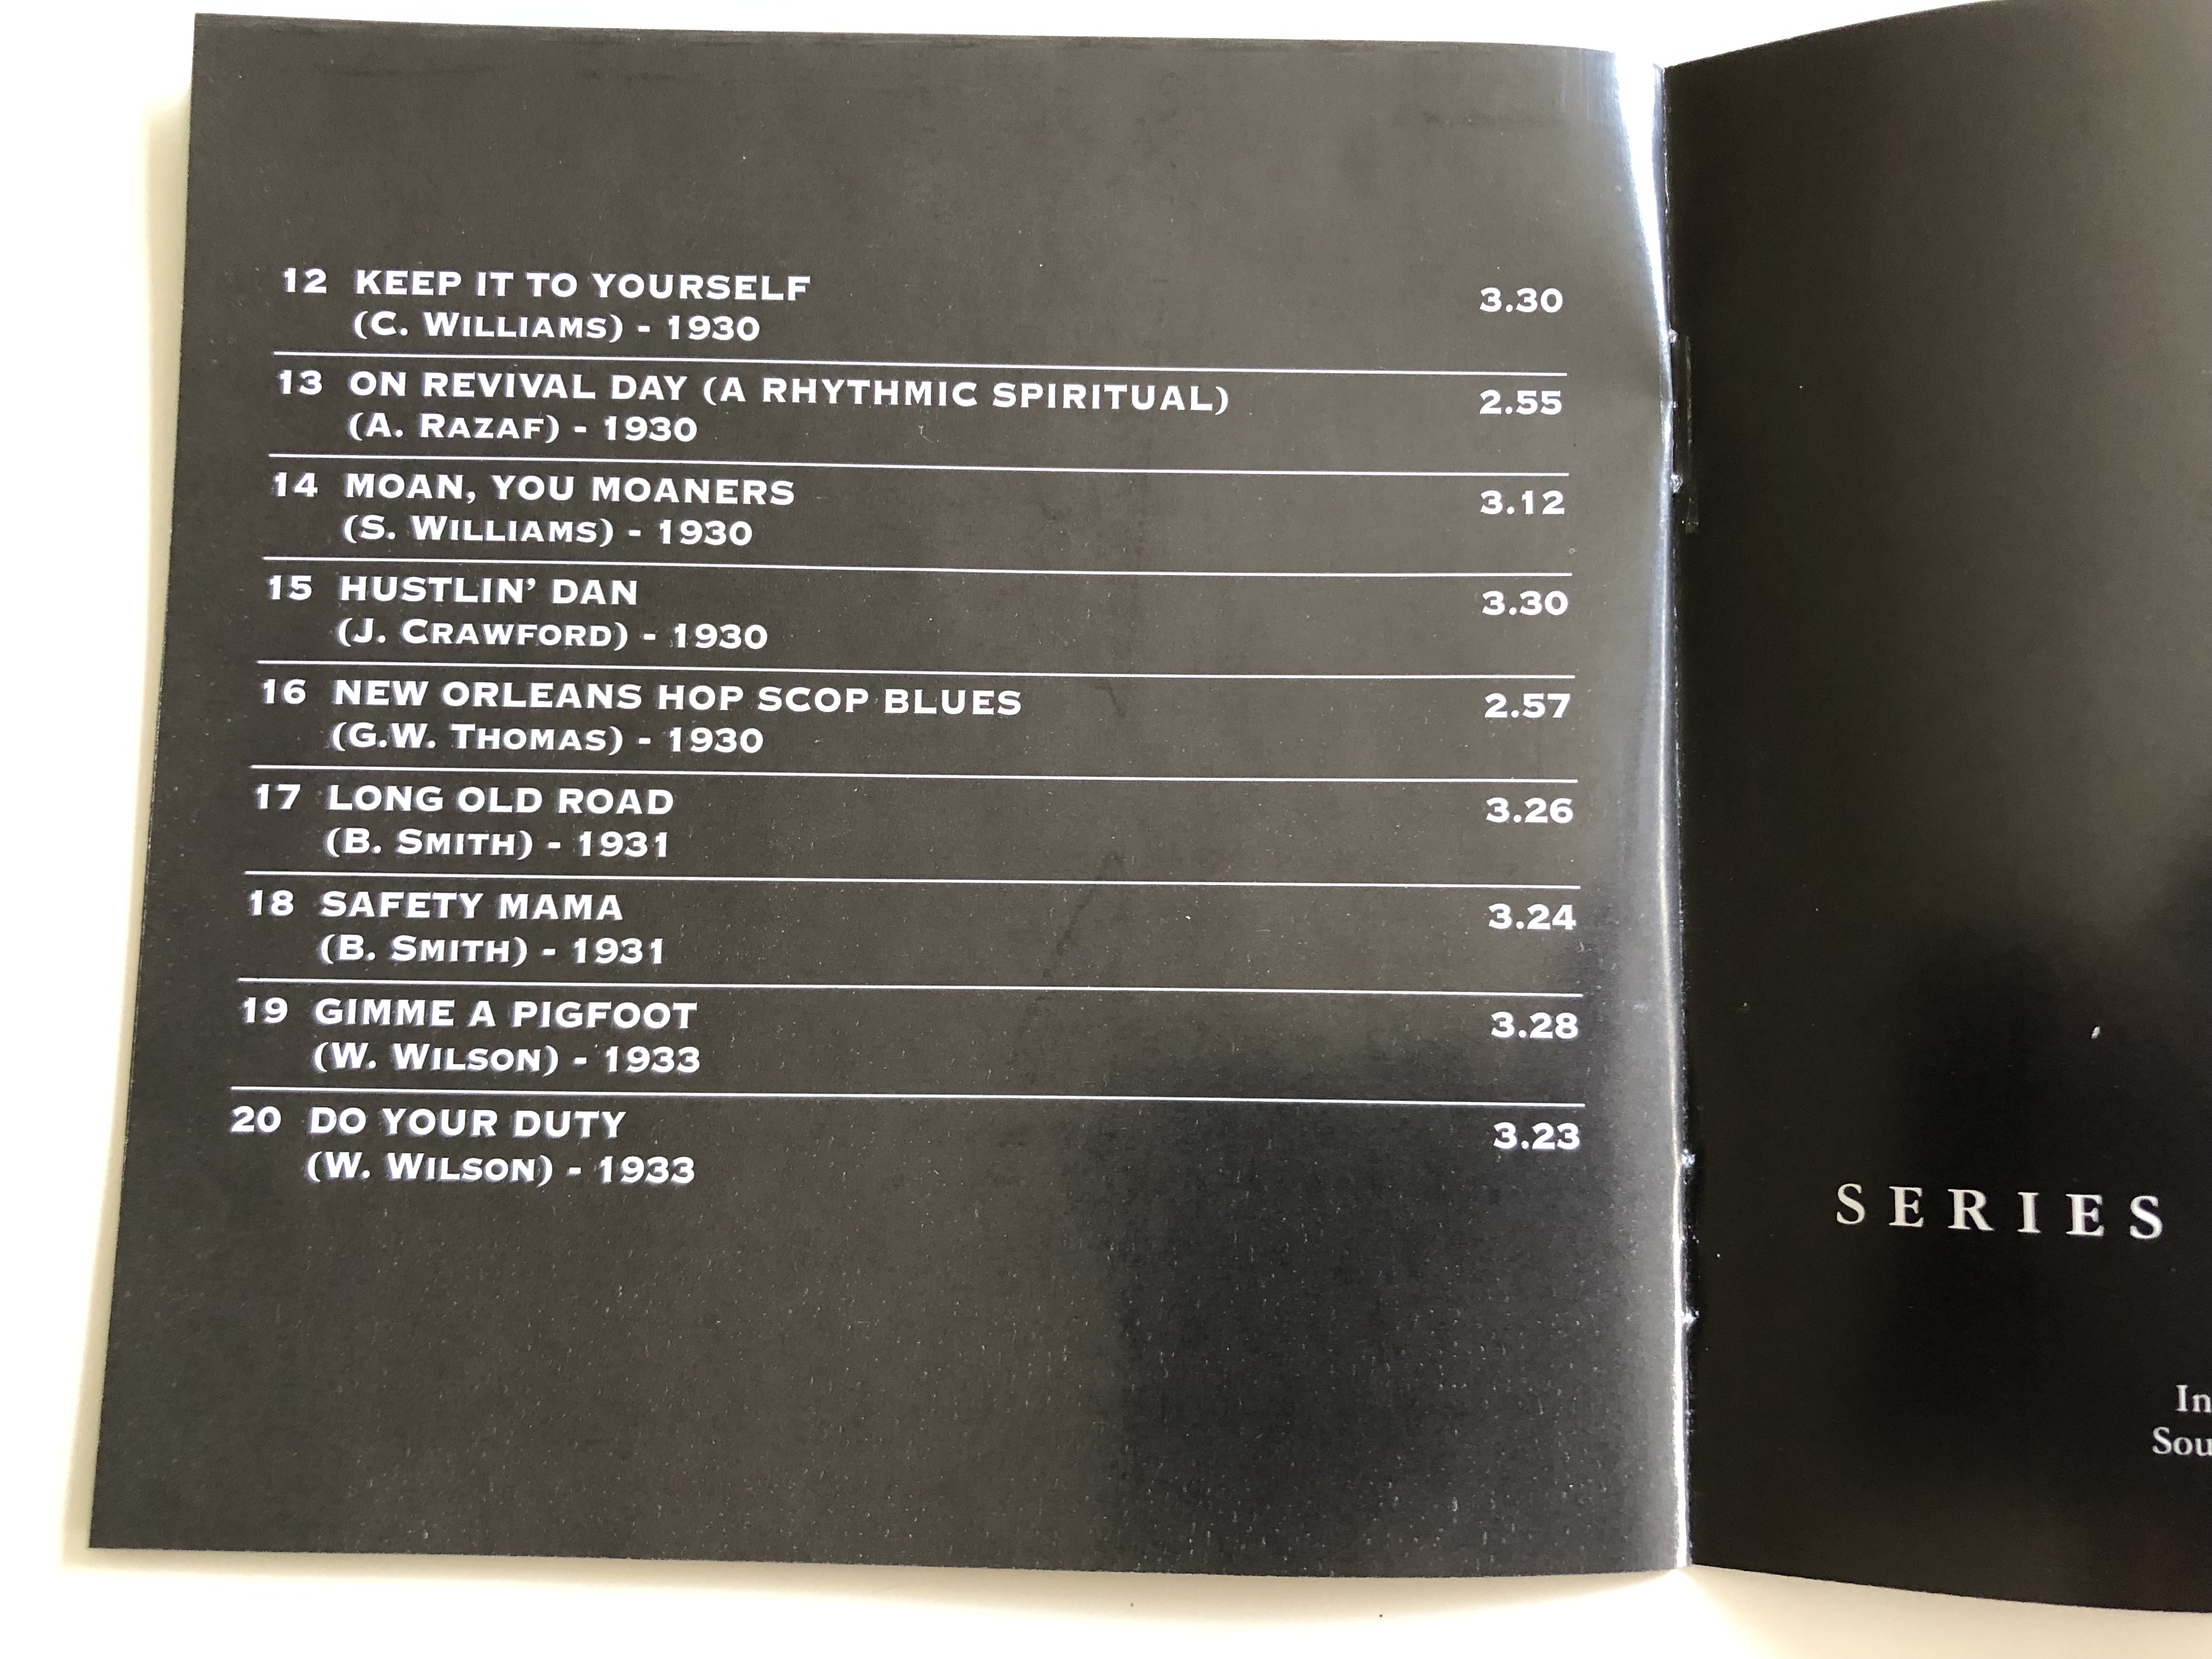 12 KEEP IT TO YOURSELF 3.30
(C. WILLIAMS) - 1930
13 ON REVIVAL DAY (A RHYTHMIC SPIRITUAL) 2.55
(A. RAZAF) - 1930
14 MOAN, YOU MOANERS 3.12
(S. WILLIAMS) - 1930
15 HUSTLIN' DAN 3.30
(J. CRAWFORD) - 1930
16 NEW ORLEANS HOP SCOP BLUES 2.57
(G.W. THOMAS) - 1930
17 LONG OLD ROAD 3.26
(B. SMITH) - 1931
18 SAFETY MAMA 3.24
(B. SMITH) - 1931
19 GIMME A PIGFOOT 3.28
(W. WILSON) - 1933
20 DO YOUR DUTY 3.23
(W. WILSON) - 1933
SERIES